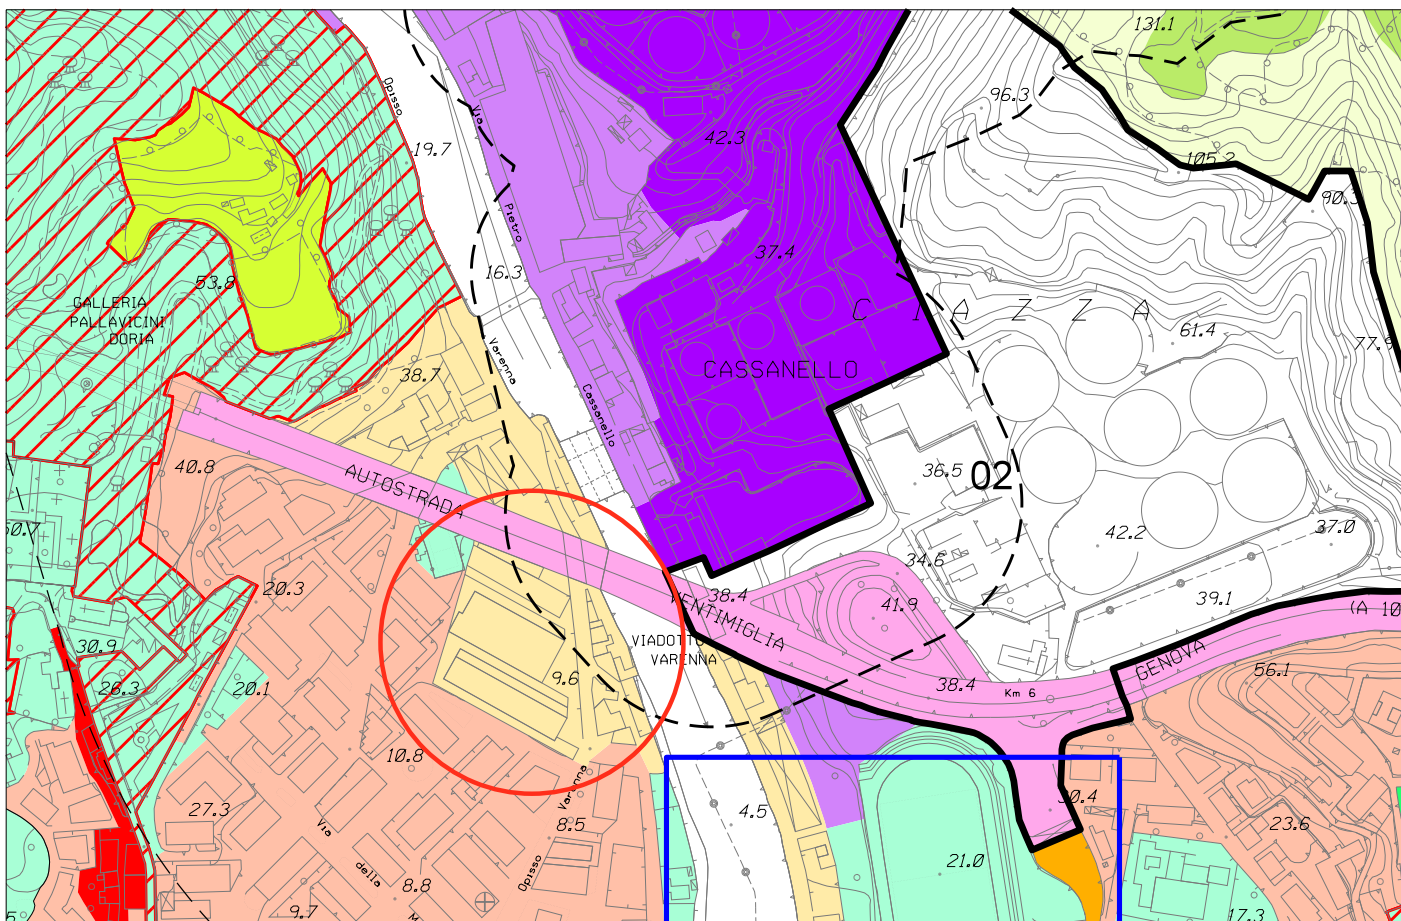 131.1
96.3
Opisso
Via
19.7
42.3
105.2
90.3
Pietro
37.4
16.3
53.8
GALLERIA
PALLAVICINI
DORIA
C I A Z Z A
61.4
77.9
Varenna
38.7
CASSANELLO
Cassanello
40.8
AUTOSTRADA
36.5
02
50.7
42.2
37.0
34.6
20.3
38.4
VENTIMIGLIA
41.9
39.1
(A 10
30.9
VIADOTTO
VARENNA
GENOVA
26.3
20.1
9.6
38.4
Km 6
56.1
10.8
Varenna
27.3
Via
8.5
4.5
30.4
23.6
della
8.8
Opisso
21.0
9.7
17.3